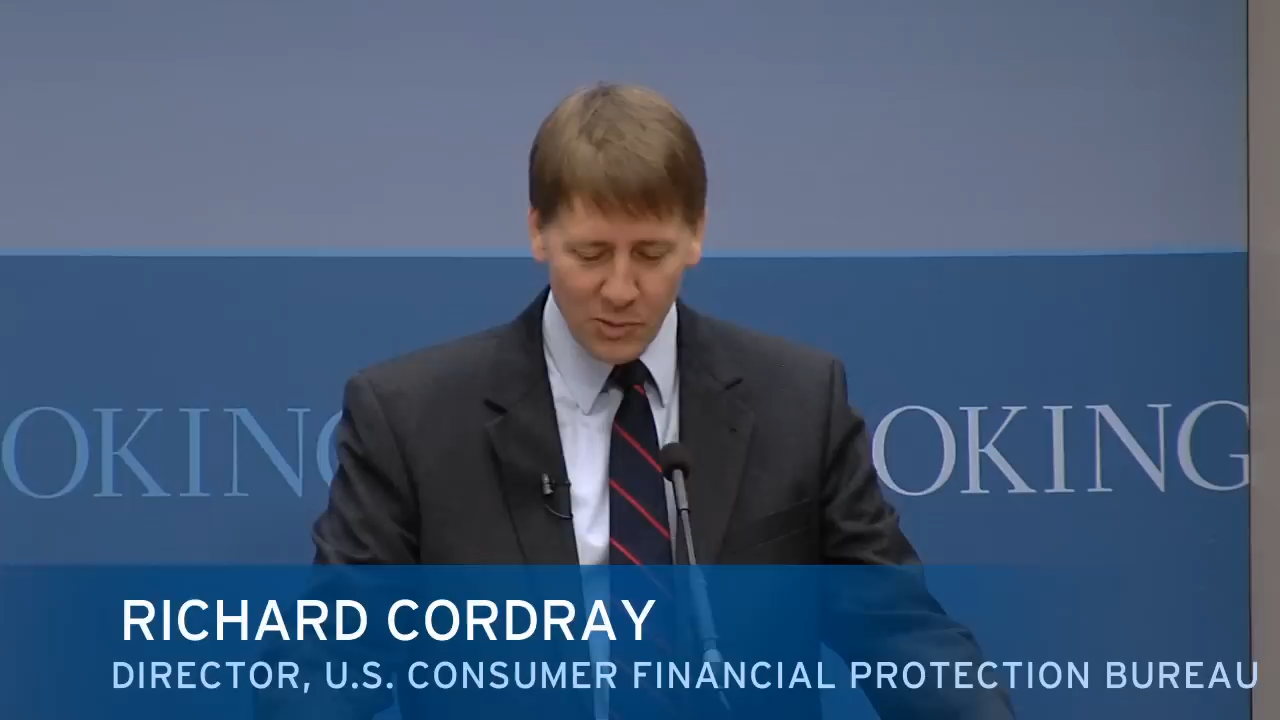 OKING OKING
RICHARD CORDRAY
DIRECTOR, U.S. CONSUMER FINANCIAL PROTECTION BUREAU